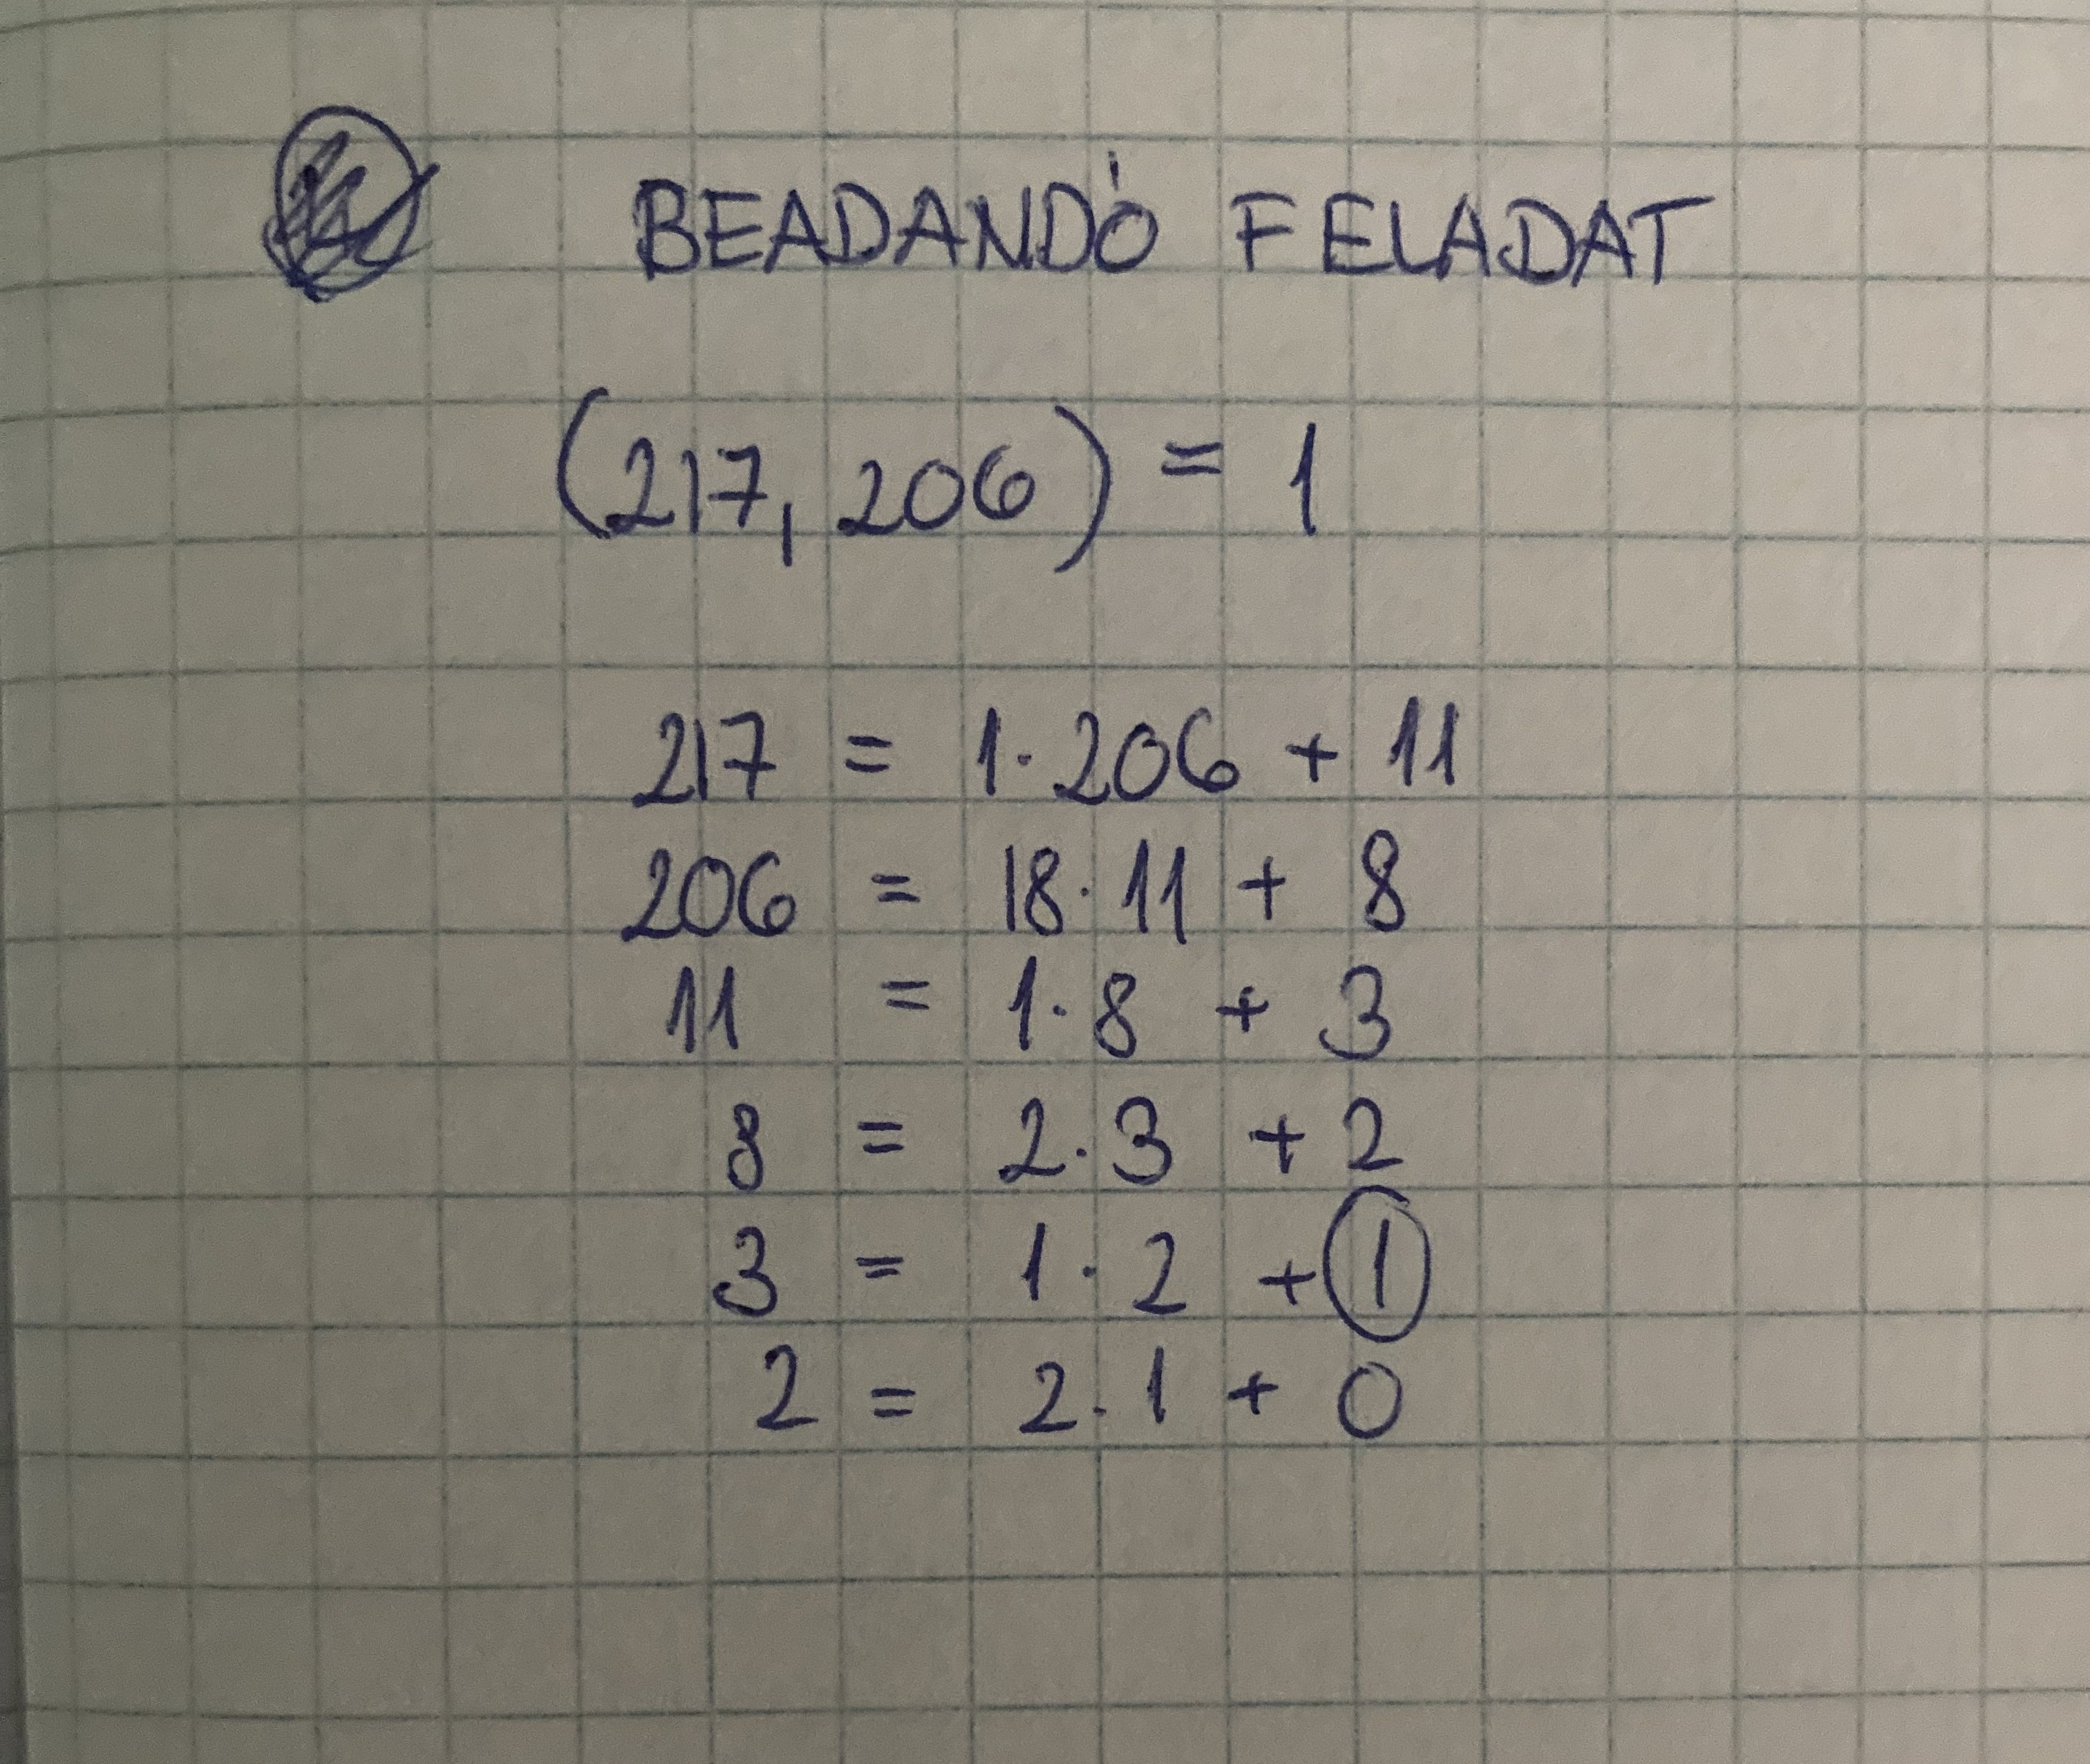 BEADANDÓ FELADAT
(217, 206) = 1
217 = 1·206 + 11
206 = 18·11 + 8
11 = 1·8 + 3
8 = 2·3 + 2
3 = 1·2 + 1
2 = 2·1 + 0